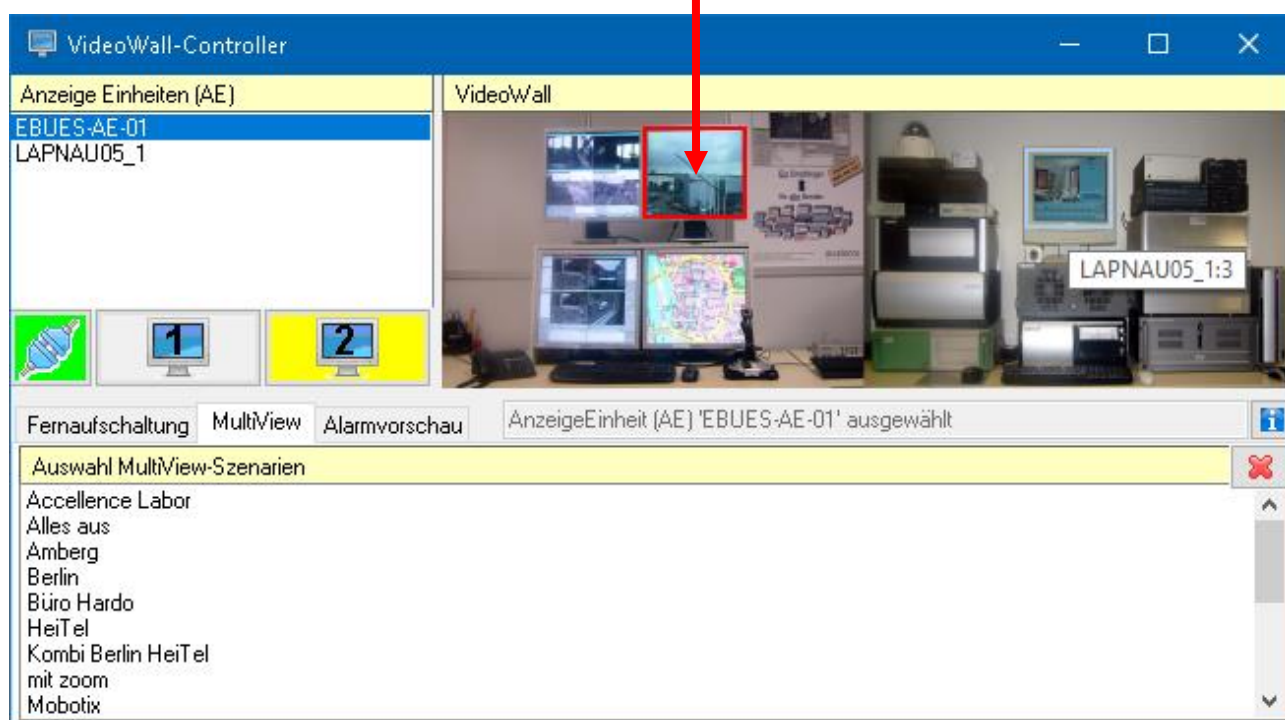 VideoWall-Controller
Anzeige Einheiten (AE)
VideoWall
EBUES-AE-01
LAPNAU05_1
LAPNAU05_1:3
1
2
Fernaufschaltung
MultiView
Alarmvorschau
AnzeigeEinheit (AE) 'EBUES-AE-01' ausgewählt
Auswahl MultiView-Szenarien
Accellence Labor
Alles aus
Amberg
Berlin
Büro Hardo
HeiTel
Kombi Berlin HeiTel
mit zoom
Mobotix